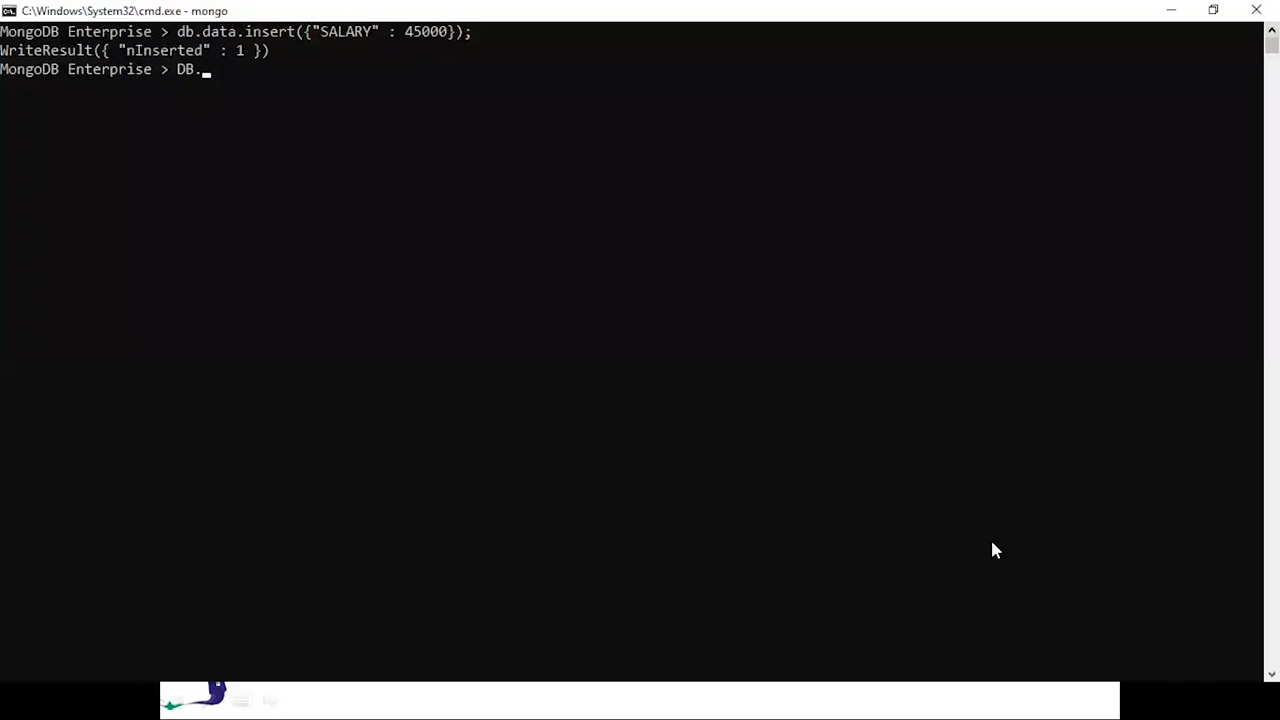 C:\Windows\System32\cmd.exe - mongo
MongoDB Enterprise > db.data.insert({"SALARY" : 45000});
WriteResult({ "nInserted" : 1 })
MongoDB Enterprise > DB.